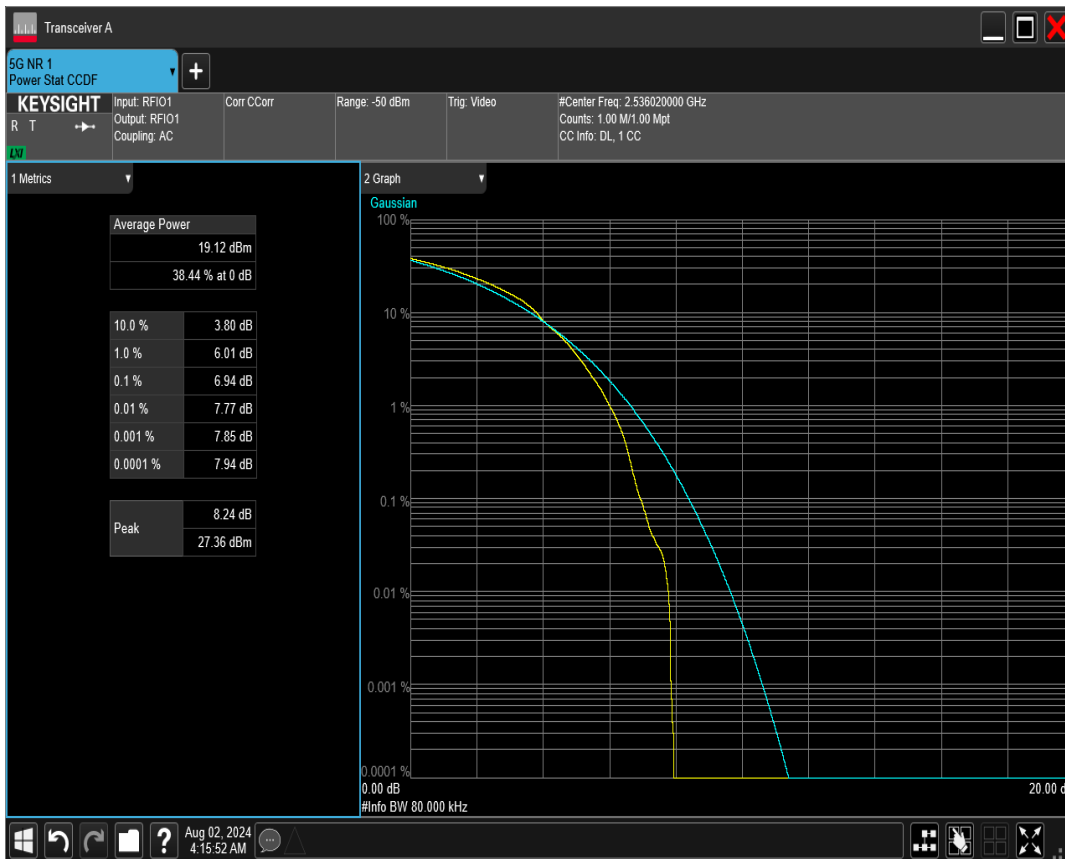 Transceiver A
5G NR 1
Power Stat CCDF
+
KEYSIGHT
R T
LXI
Input: RFIO1
Output: RFIO1
Coupling: AC
Corr CCorr
Range: -50 dBm
Trig: Video
#Center Freq: 2.536020000 GHz
Counts: 1.00 M/1.00 Mpt
CC Info: DL, 1 CC
1 Metrics
Average Power
19.12 dBm
38.44 % at 0 dB
10.0 % 3.80 dB
1.0 % 6.01 dB
0.1 % 6.94 dB
0.01 % 7.77 dB
0.001 % 7.85 dB
0.0001 % 7.94 dB
Peak
8.24 dB
27.36 dBm
2 Graph
Gaussian
100 %
10 %
1 %
0.1 %
0.01 %
0.001 %
0.0001 %
0.00 dB
20.00 d
#Info BW 80.000 kHz
?
Aug 02, 2024
4:15:52 AM